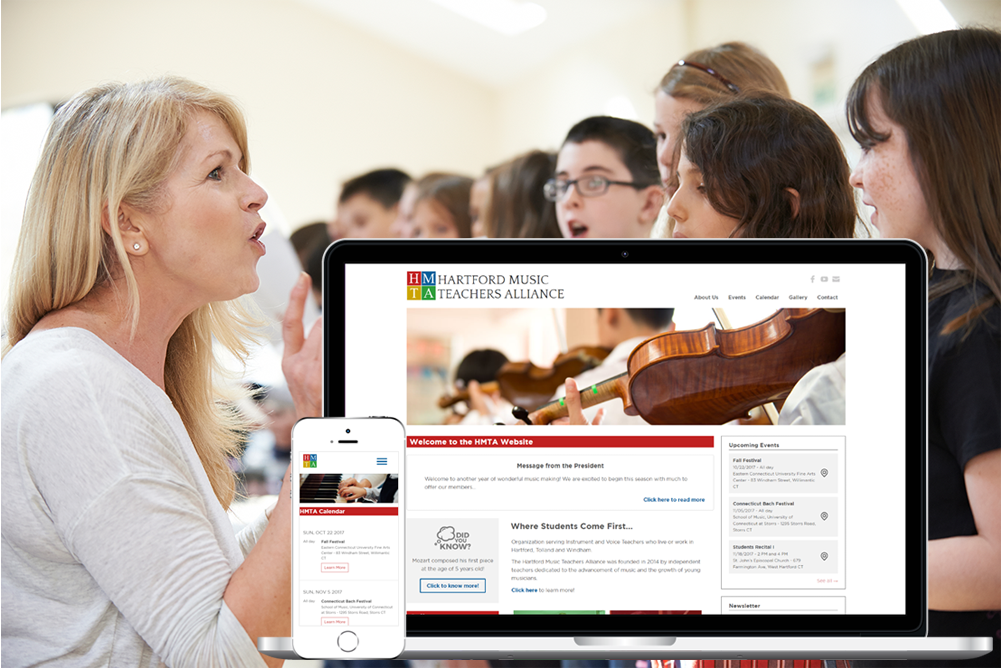 HM
TA
HARTFORD MUSIC
TEACHERS ALLIANCE
About Us Events Calendar Gallery Contact
Welcome to the HMTA Website
Message from the President
Welcome to another year of wonderful music making! We are excited to begin this season with much to
offer our members...
Click here to read more
DID
YOU
KNOW?
Mozart composed his first piece
at the age of 5 years old!
Click to know more!
Where Students Come First...
Organization serving Instrument and Voice Teachers who live or work in
Hartford, Tolland and Windham.
The Hartford Music Teachers Alliance was founded in 2014 by independent
teachers dedicated to the advancement of music and the growth of young
musicians.
Click here to learn more!
Upcoming Events
Fall Festival
10/22/2017 - All day
Eastern Connecticut University Fine Arts
Center - 83 Windham Street, Willimantic
CT
Connecticut Bach Festival
11/05/2017 - All day
School of Music, University of
Connecticut at Storrs - 1295 Storrs Road,
Storrs CT
Students Recital I
11/18/2017 - 2 PM and 4 PM
St. John's Episcopal Church - 679
Farmington Ave, West Hartford CT
See all
Newsletter
HM
TA
HMTA Calendar
SUN, OCT 22 2017
All day Fall Festival
Eastern Connecticut University Fine Arts
Center - 83 Windham Street, Willimantic
CT
Learn More
SUN, NOV 5 2017
All day Connecticut Bach Festival
School of Music, University of Connecticut
at Storrs - 1295 Storrs Road, Storrs CT
Learn More